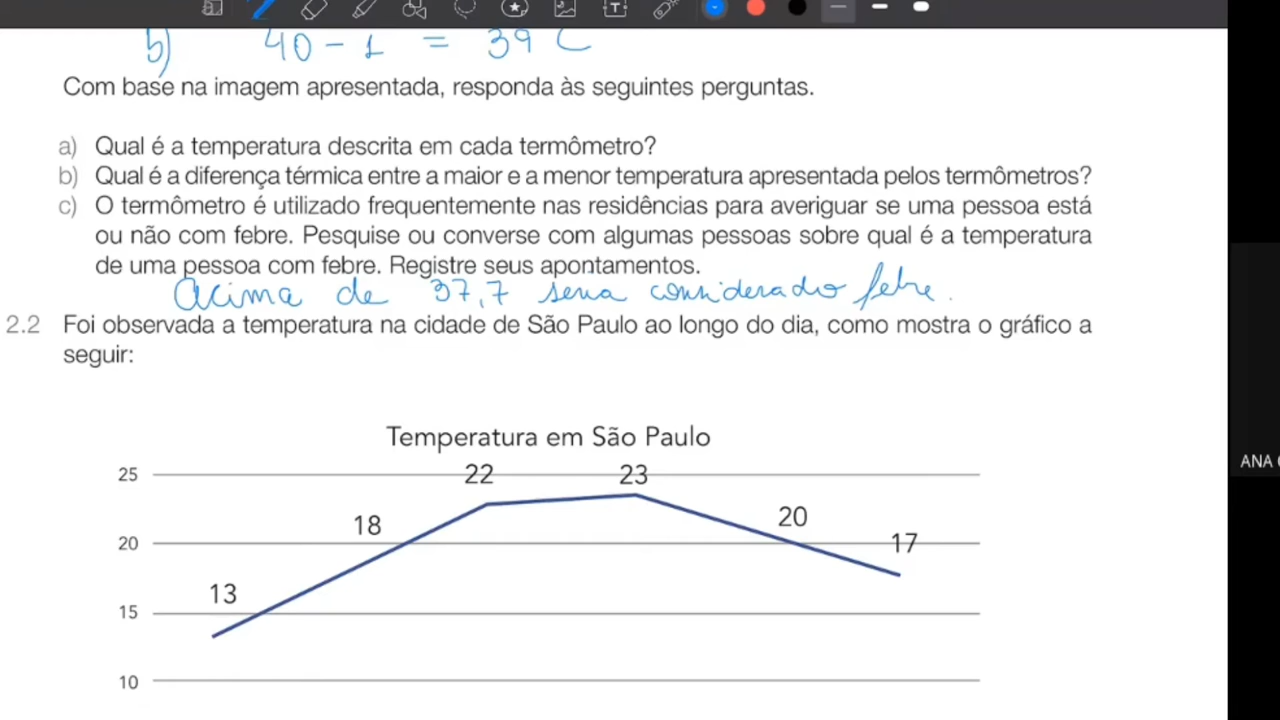 b) 40 - 1 = 39 C
Com base na imagem apresentada, responda às seguintes perguntas.
a) Qual é a temperatura descrita em cada termômetro?
b) Qual é a diferença térmica entre a maior e a menor temperatura apresentada pelos termômetros?
c) O termômetro é utilizado frequentemente nas residências para averiguar se uma pessoa está
ou não com febre. Pesquise ou converse com algumas pessoas sobre qual é a temperatura
de uma pessoa com febre. Registre seus apontamentos.
Acima de 37,7 seria considerado febre.
2.2 Foi observada a temperatura na cidade de São Paulo ao longo do dia, como mostra o gráfico a
seguir:
Temperatura em São Paulo
25 22 23
18 20
20 17
13
15
10
ANA